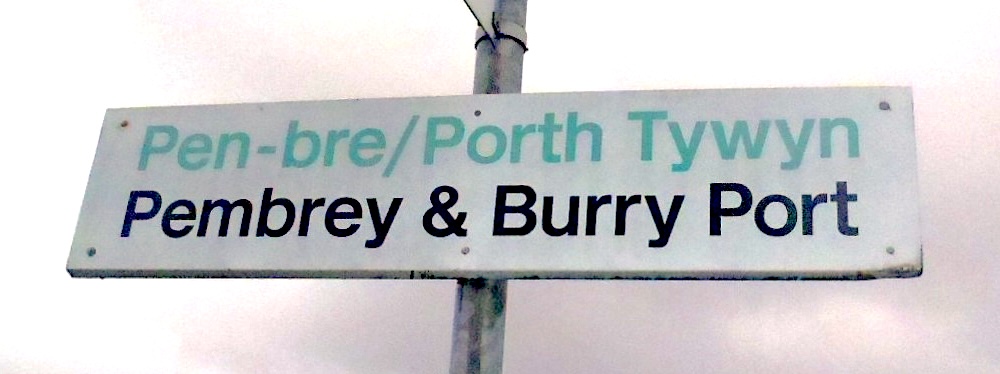 Pen-bre/Porth Tywyn
Pembrey & Burry Port